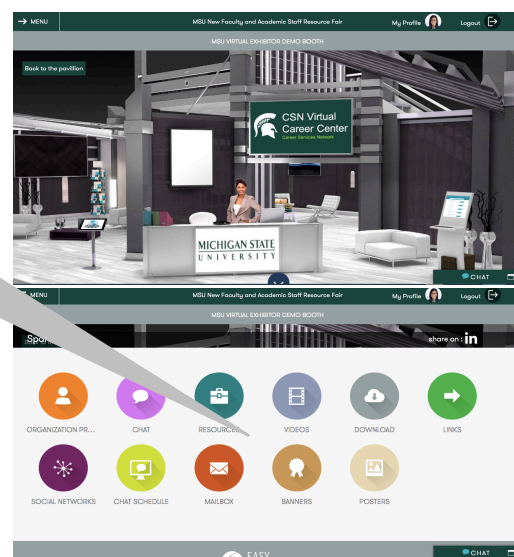 → MENU
MSU New Faculty and Academic Staff Resource Fair
My Profile
Logout
MSU VIRTUAL EXHIBITOR DEMO BOOTH
Back to the pavillion
CSN Virtual
Career Center
Career Services Network
MICHIGAN STATE
UNIVERSITY
CHAT
MENU
MSU New Faculty and Academic Staff Resource Fair
My Profile
Logout
MSU VIRTUAL EXHIBITOR DEMO BOOTH
share on : in
ORGANIZATION PR...
CHAT
VIDEOS
DOWNLOAD
LINKS
SOCIAL NETWORKS
CHAT SCHEDULE
MAILBOX
BANNERS
POSTERS
EASY
CHAT